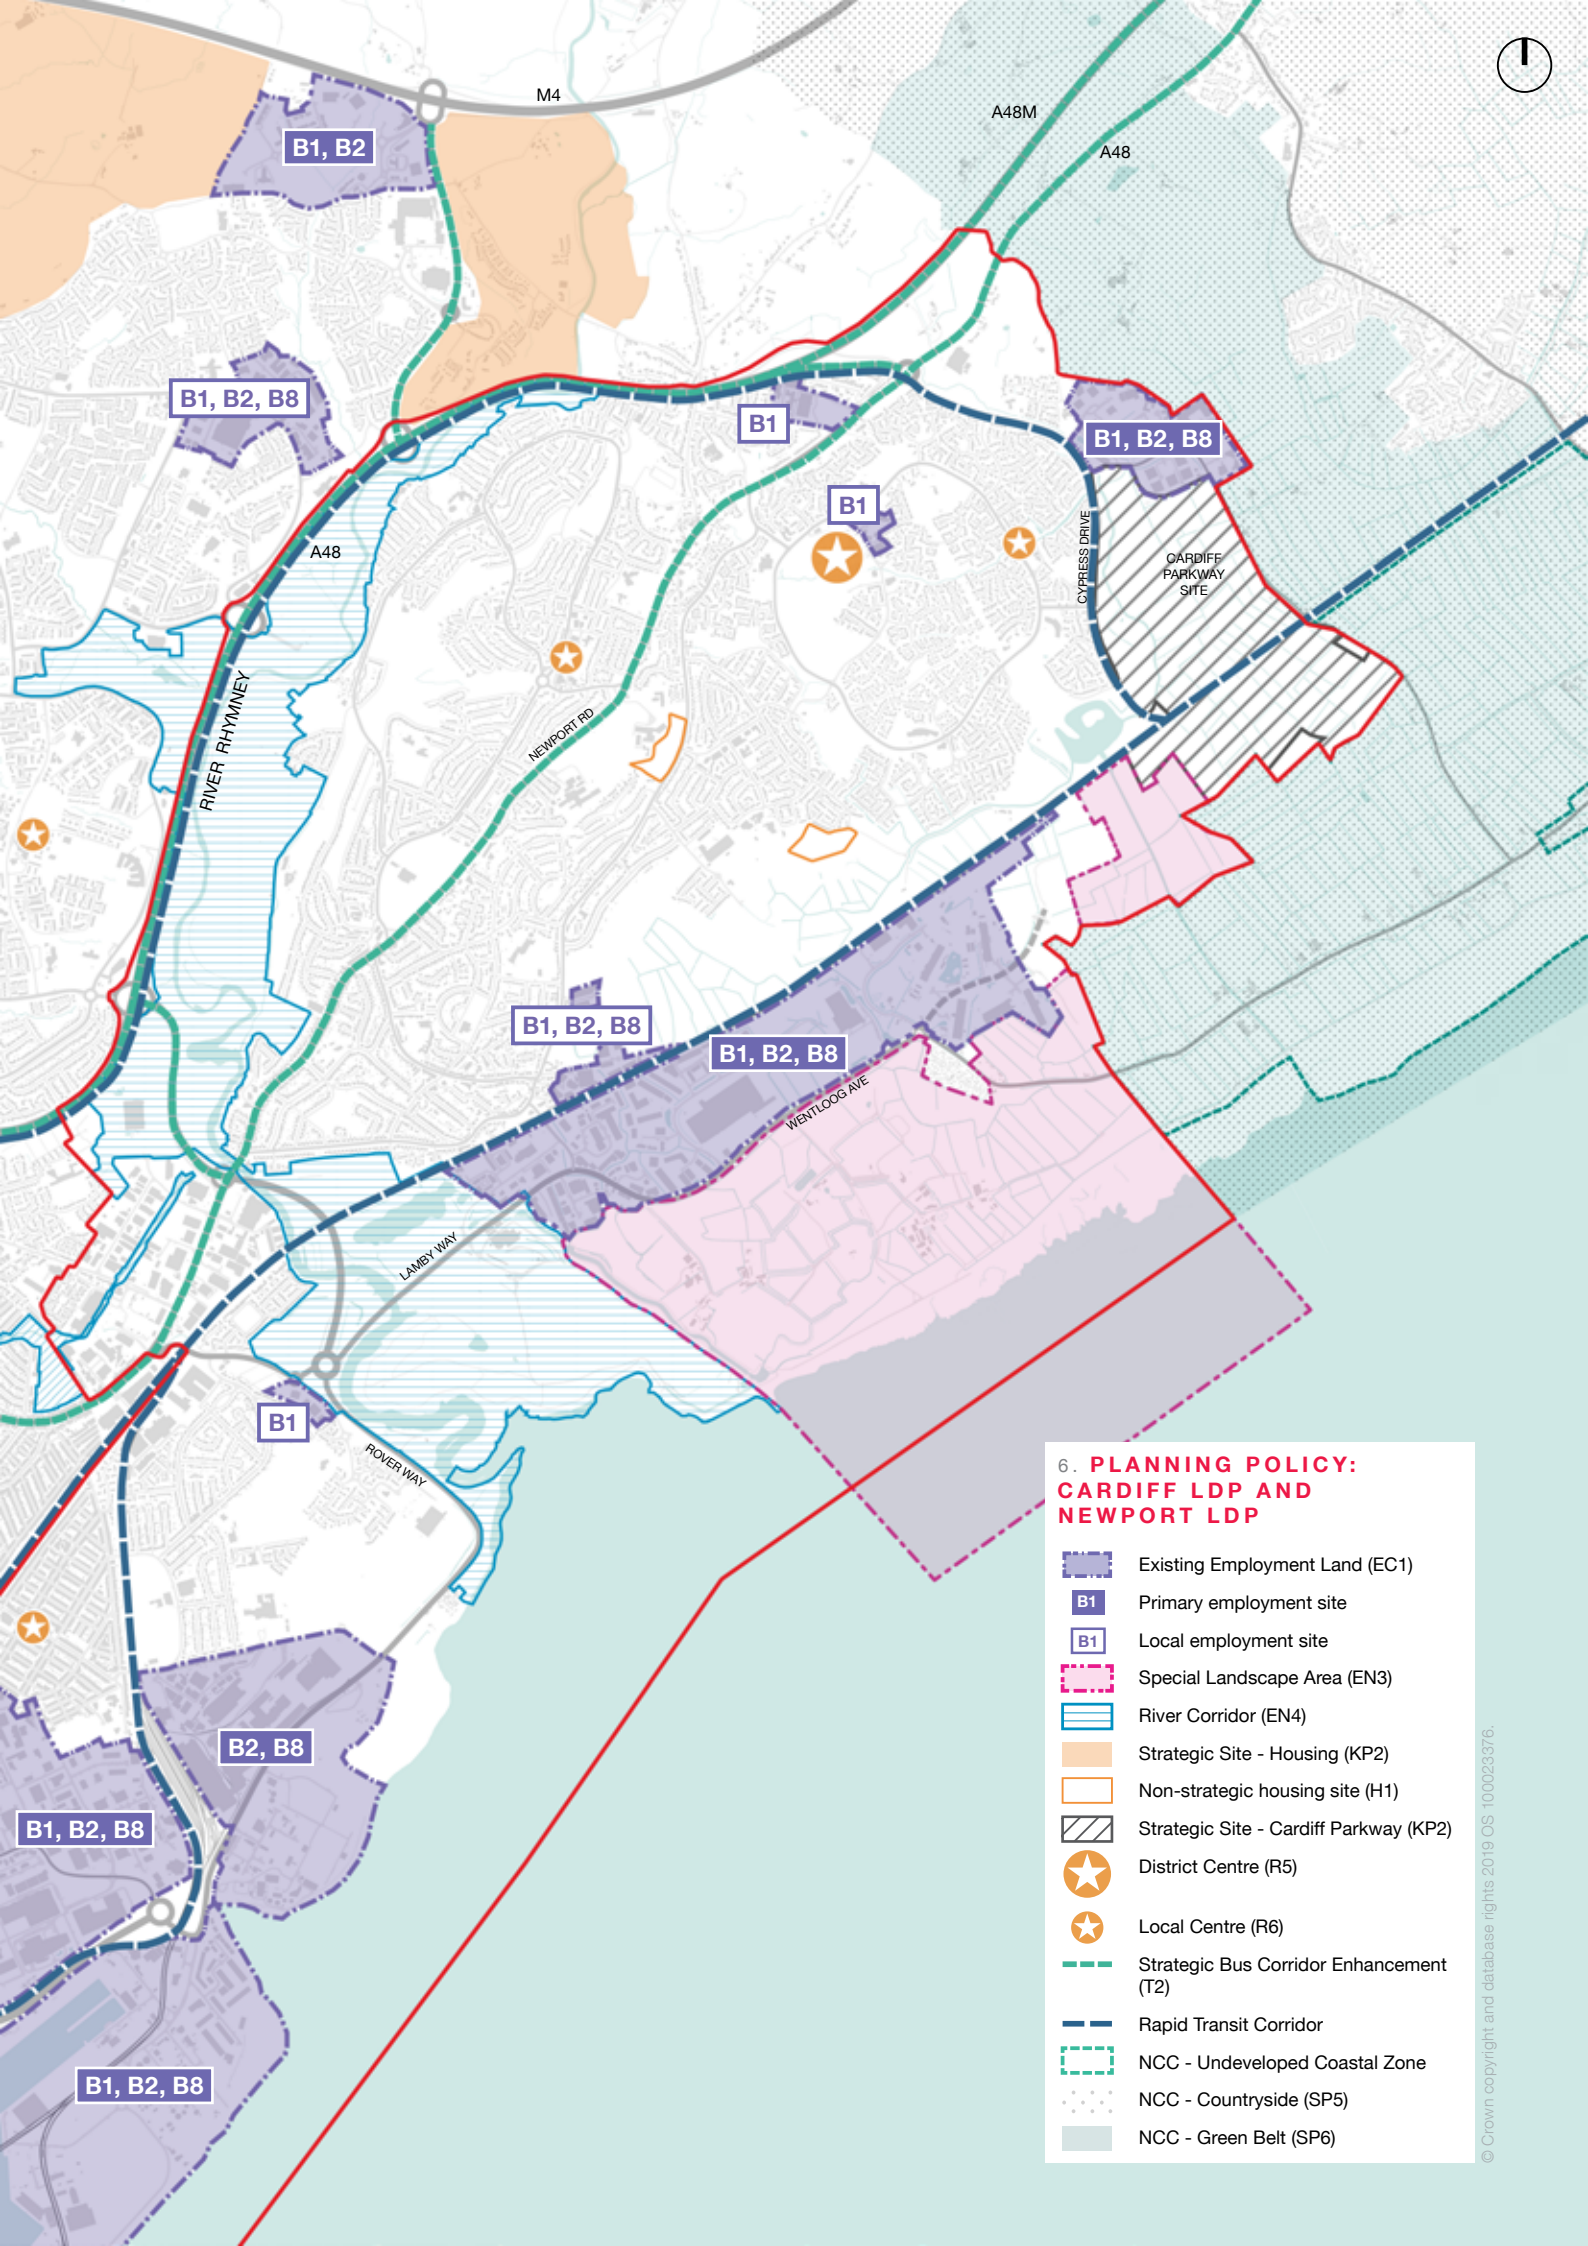 M4
A48M
A48
B1, B2
B1, B2, B8
B1
B1, B2, B8
B1
CYPRESS DRIVE
CARDIFF
PARKWAY
SITE
A48
RIVER RHYMNEY
NEWPORT RD
B1, B2, B8
B1, B2, B8
WENTLOOG AVE
LAMBY WAY
B1
ROVER WAY
B2, B8
B1, B2, B8
B1, B2, B8
6. PLANNING POLICY:
CARDIFF LDP AND
NEWPORT LDP
Existing Employment Land (EC1)
B1 Primary employment site
B1 Local employment site
Special Landscape Area (EN3)
River Corridor (EN4)
Strategic Site - Housing (KP2)
Non-strategic housing site (H1)
Strategic Site - Cardiff Parkway (KP2)
District Centre (R5)
Local Centre (R6)
Strategic Bus Corridor Enhancement
(T2)
Rapid Transit Corridor
NCC - Undeveloped Coastal Zone
NCC - Countryside (SP5)
NCC - Green Belt (SP6)
© Crown copyright and database rights 2019 OS 100023376.